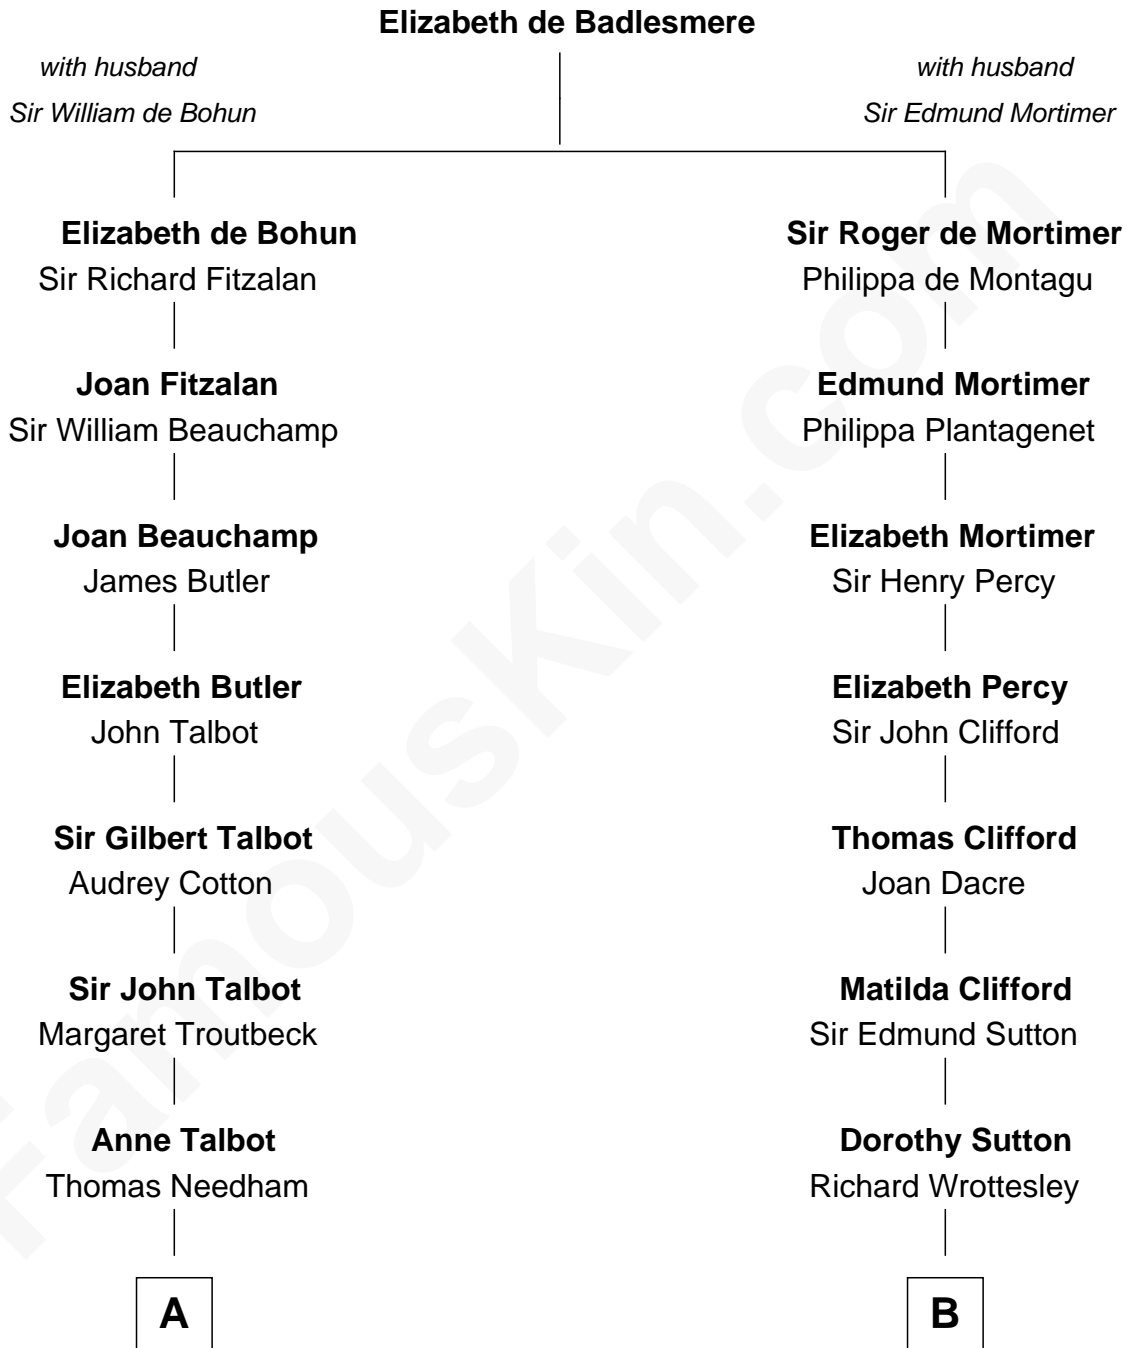 Elizabeth de Badlesmere
with husband
Sir William de Bohun
with husband
Sir Edmund Mortimer
Elizabeth de Bohun
Sir Richard Fitzalan
Sir Roger de Mortimer
Philippa de Montagu
Joan Fitzalan
Sir William Beauchamp
Edmund Mortimer
Philippa Plantagenet
Joan Beauchamp
James Butler
Elizabeth Mortimer
Sir Henry Percy
Elizabeth Butler
John Talbot
Elizabeth Percy
Sir John Clifford
Sir Gilbert Talbot
Audrey Cotton
Thomas Clifford
Joan Dacre
Sir John Talbot
Margaret Troutbeck
Matilda Clifford
Sir Edmund Sutton
Anne Talbot
Thomas Needham
Dorothy Sutton
Richard Wrottesley
A
B
FamousKin.com